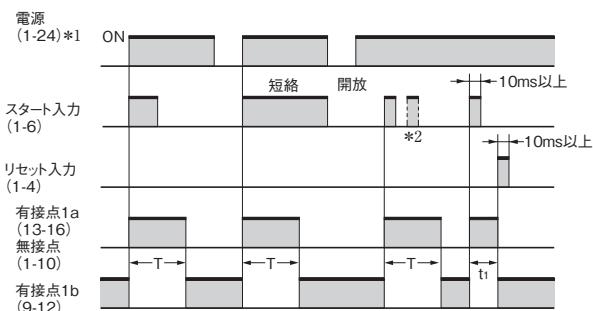 電源
(1-24)*1
ON
短絡
開放
10ms以上
スタート入力
(1-6)
*2
10ms以上
リセット入力
(1-4)
有接点1a
(13-16)
無接点
(1-10)
T
T
T
t1
有接点1b
(9-12)